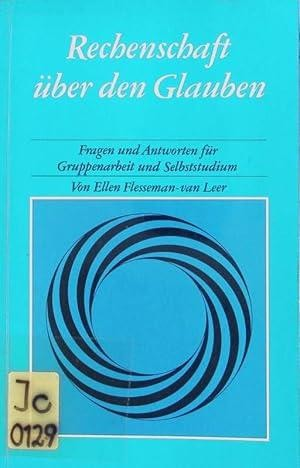 Rechenschaft
über den Glauben
Fragen und Antworten für
Gruppenarbeit und Selbststudium
Von Ellen Flesseman-van Leer
Jc
0129